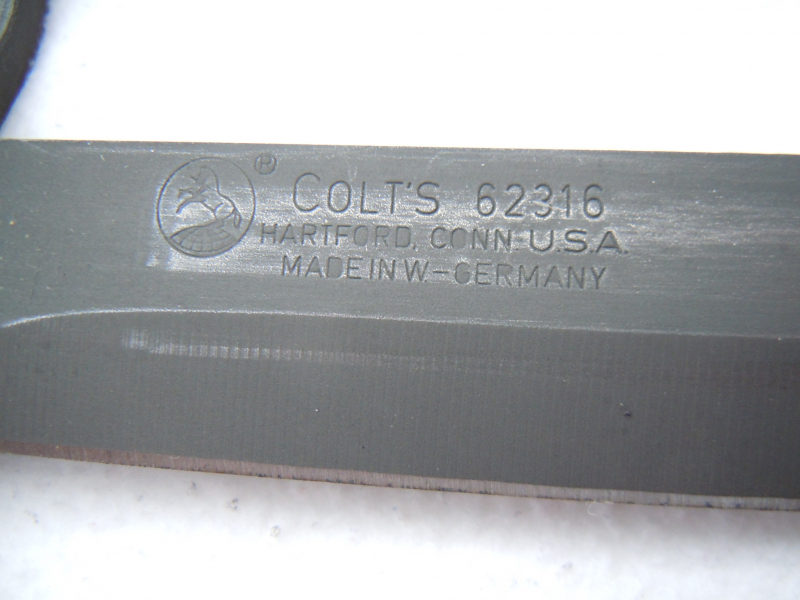 ® COLT'S 62316
HARTFORD, CONN. U.S.A.
MADE IN W.-GERMANY